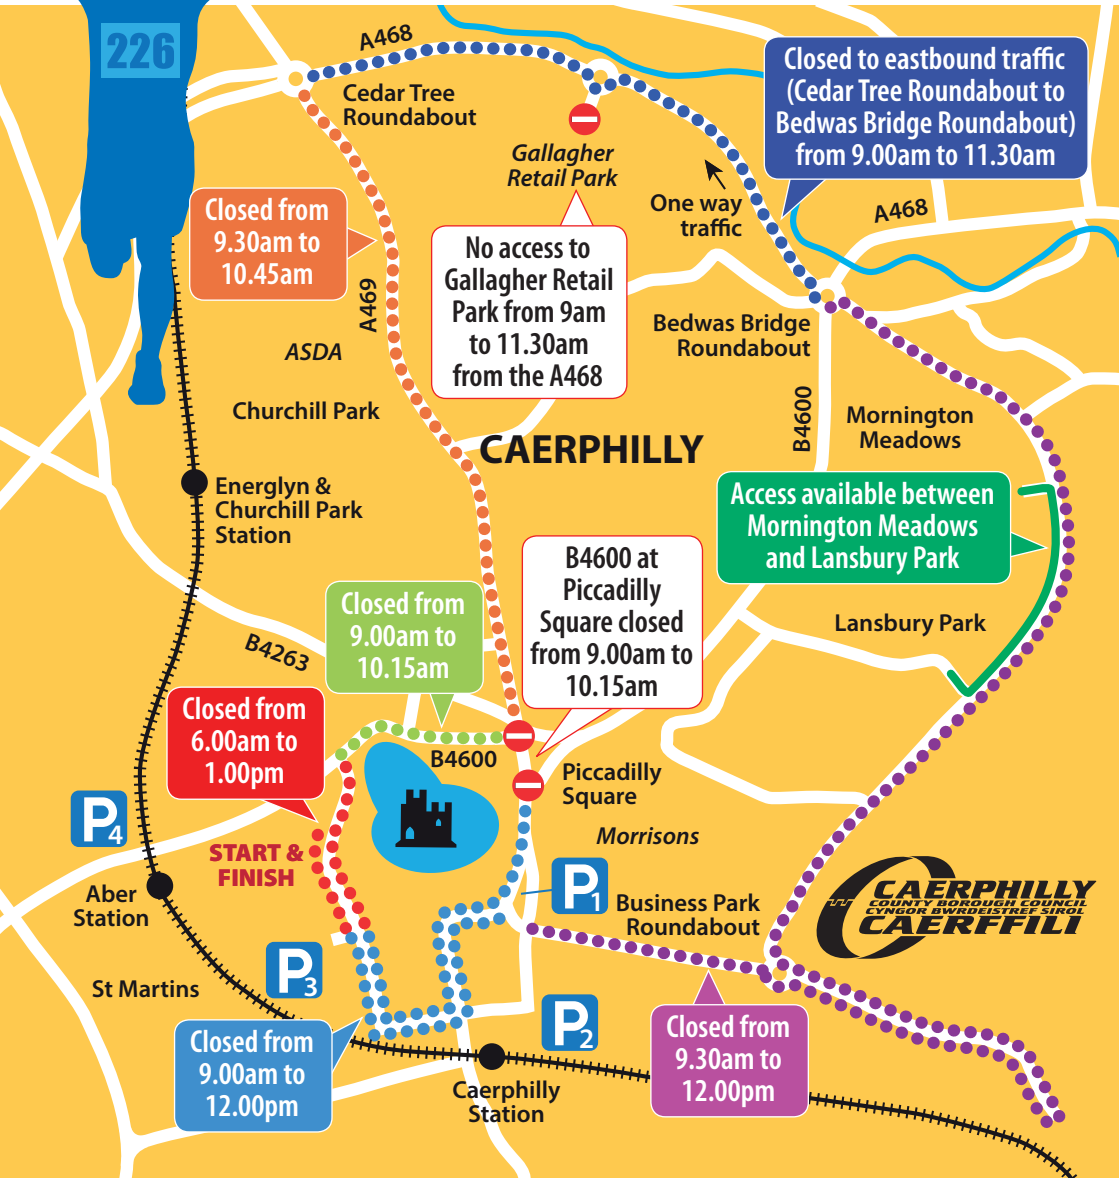 226
A468
Cedar Tree
Roundabout
Gallagher
Retail Park
Closed to eastbound traffic
(Cedar Tree Roundabout to
Bedwas Bridge Roundabout)
from 9.00am to 11.30am
One way
traffic
A468
Closed from
9.30am to
10.45am
No access to
Gallagher Retail
Park from 9am
to 11.30am
from the A468
A469
ASDA
Churchill Park
Bedwas Bridge
Roundabout
B4600
Mornington
Meadows
CAERPHILLY
Energlyn &
Churchill Park
Station
Access available between
Mornington Meadows
and Lansbury Park
B4600 at
Piccadilly
Square closed
from 9.00am to
10.15am
Closed from
9.00am to
10.15am
Lansbury Park
B4263
Closed from
6.00am to
1.00pm
B4600
Piccadilly
Square
Morrisons
P4
START &
FINISH
Aber
Station
P1
Business Park
Roundabout
CAERPHILLY
COUNTY BOROUGH COUNCIL
CYNGOR BWRDEISTREF SIROL
CAERFFILI
P3
St Martins
P2
Closed from
9.00am to
12.00pm
Closed from
9.30am to
12.00pm
Caerphilly
Station